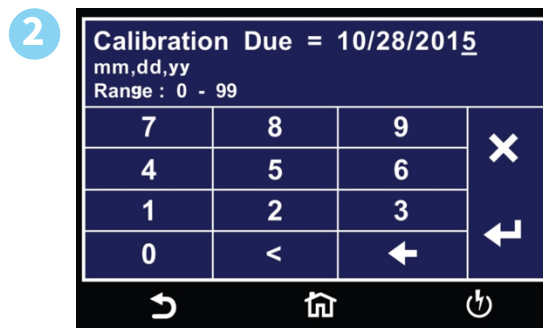 2
Calibration Due = 10/28/2015
mm,dd,yy
Range : 0 - 99
7 8 9
4 5 6
1 2 3
0 <